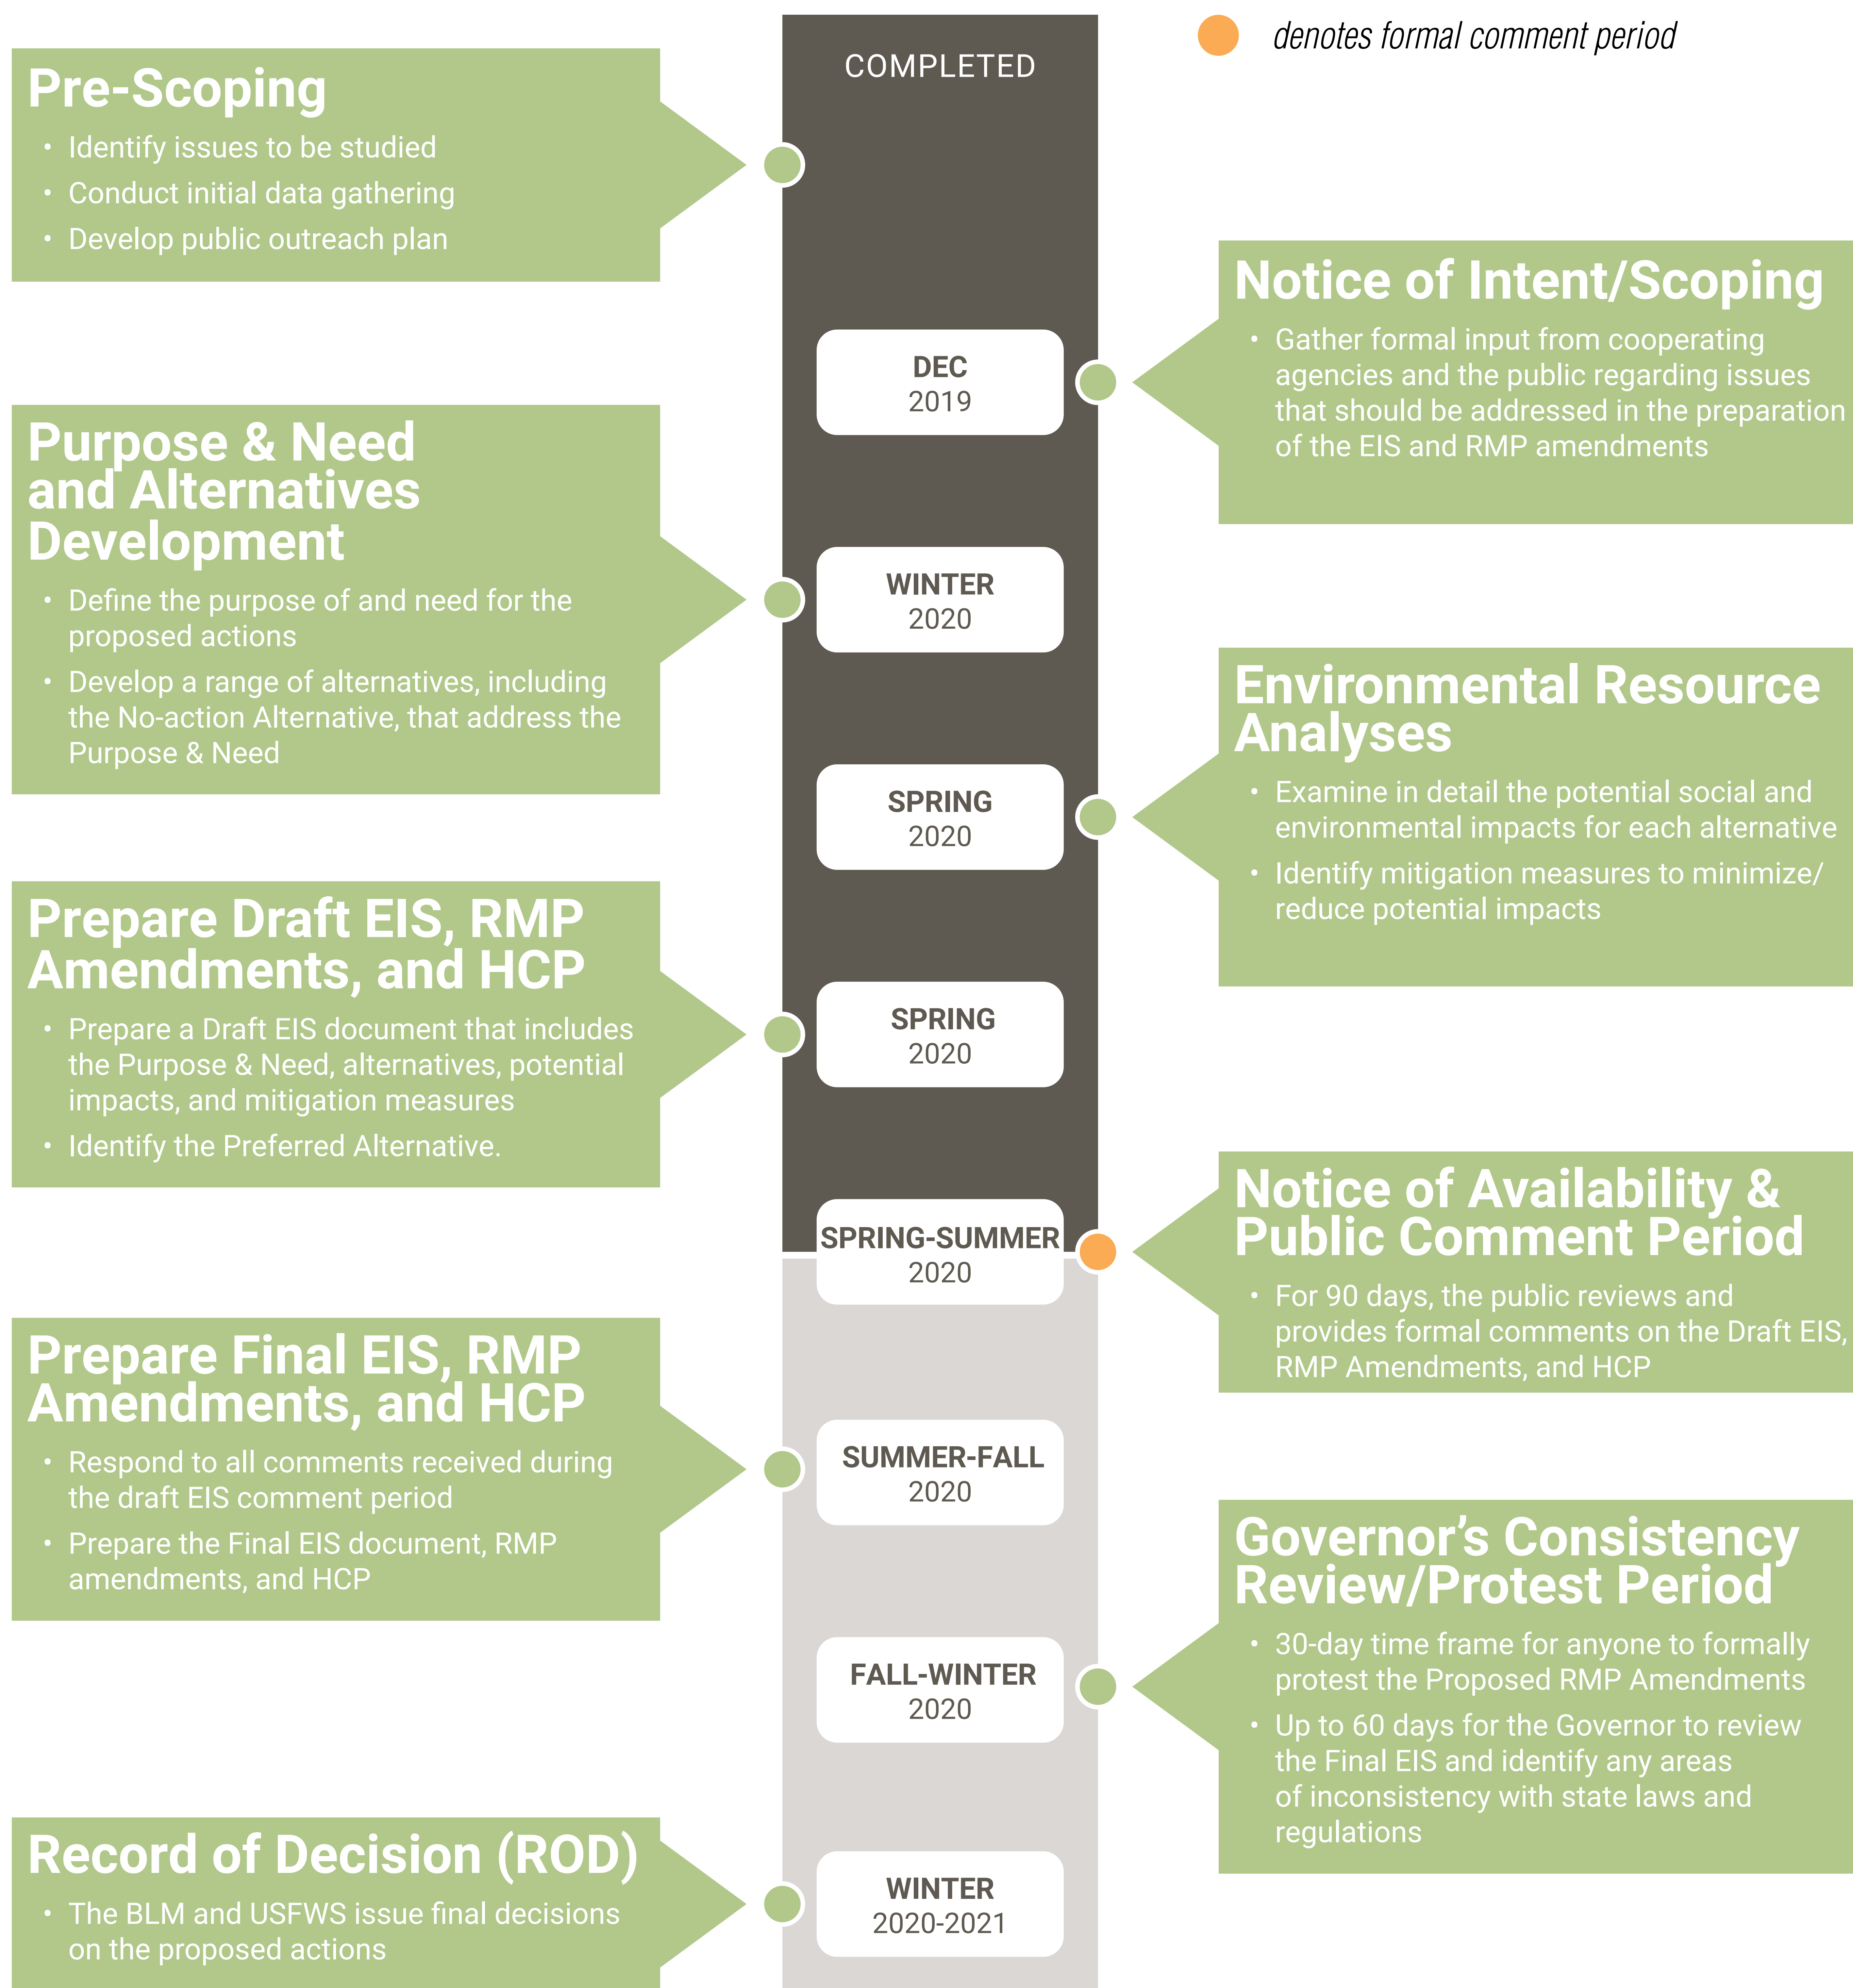 denotes formal comment period
COMPLETED
Pre-Scoping
• Identify issues to be studied
• Conduct initial data gathering
• Develop public outreach plan
DEC
2019
Notice of Intent/Scoping
• Gather formal input from cooperating
agencies and the public regarding issues
that should be addressed in the preparation
of the EIS and RMP amendments
WINTER
2020
Purpose & Need
and Alternatives
Development
• Define the purpose of and need for the
proposed actions
• Develop a range of alternatives, including
the No-action Alternative, that address the
Purpose & Need
SPRING
2020
Environmental Resource
Analyses
• Examine in detail the potential social and
environmental impacts for each alternative
• Identify mitigation measures to minimize/
reduce potential impacts
SPRING
2020
Prepare Draft EIS, RMP
Amendments, and HCP
• Prepare a Draft EIS document that includes
the Purpose & Need, alternatives, potential
impacts, and mitigation measures
• Identify the Preferred Alternative.
SPRING-SUMMER
2020
Notice of Availability &
Public Comment Period
• For 90 days, the public reviews and
provides formal comments on the Draft EIS,
RMP Amendments, and HCP
SUMMER-FALL
2020
Prepare Final EIS, RMP
Amendments, and HCP
• Respond to all comments received during
the draft EIS comment period
• Prepare the Final EIS document, RMP
amendments, and HCP
FALL-WINTER
2020
Governor’s Consistency
Review/Protest Period
• 30-day time frame for anyone to formally
protest the Proposed RMP Amendments
• Up to 60 days for the Governor to review
the Final EIS and identify any areas
of inconsistency with state laws and
regulations
WINTER
2020-2021
Record of Decision (ROD)
• The BLM and USFWS issue final decisions
on the proposed actions